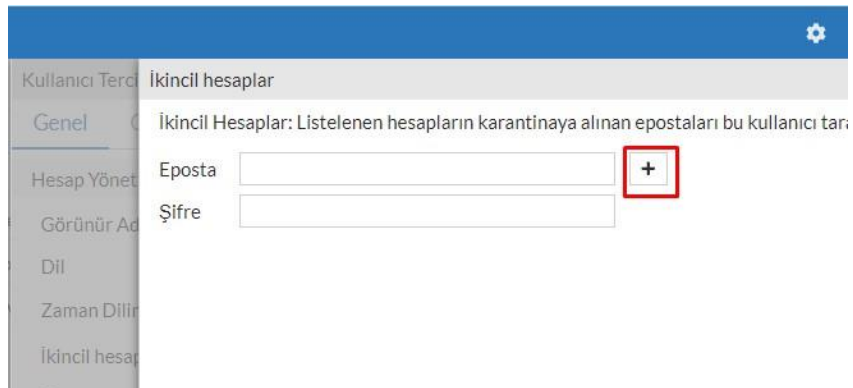 Kullanıcı Terci
İkincil hesaplar
Genel
İkincil Hesaplar: Listelenen hesapların karantinaya alınan epostaları bu kullanıcı tara
Eposta
+
Hesap Yönet
Şifre
Görünür Ad
Dil
Zaman Dilir
İkincil hesap